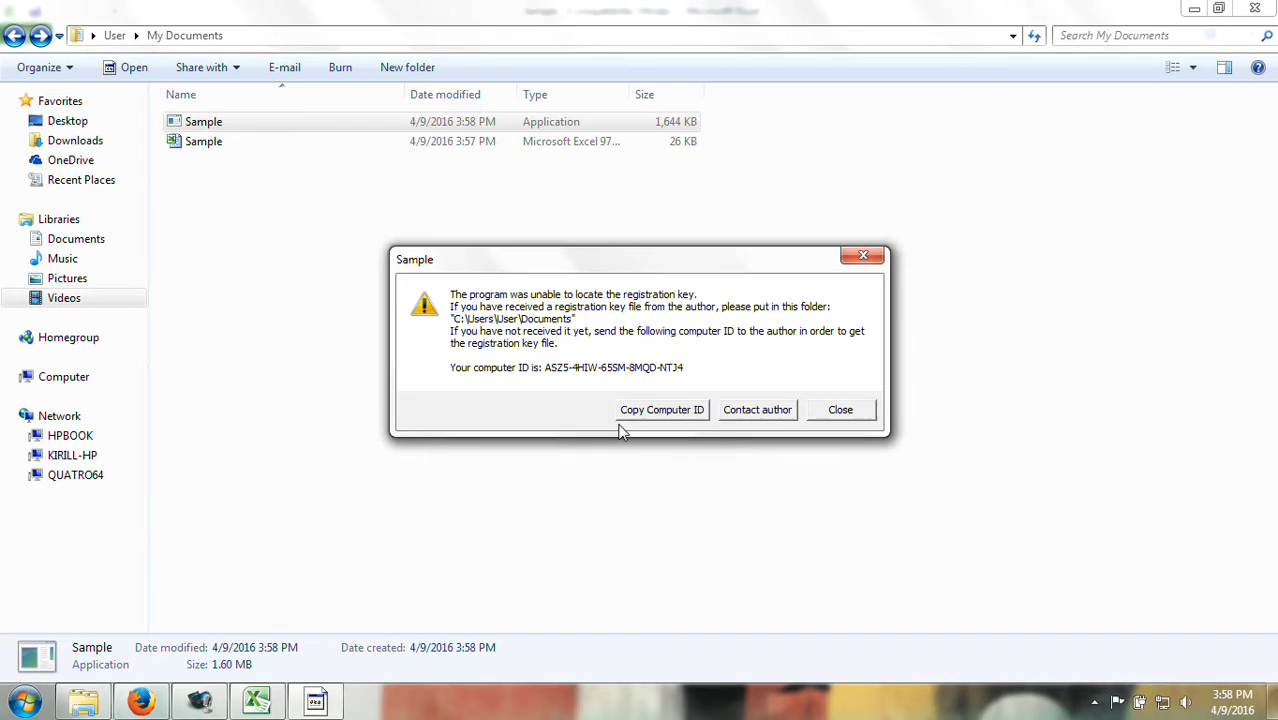 User ▸ My Documents
Search My Documents
Organize
Open
Share with
E-mail
Burn
New folder
Name
Date modified
Type
Size
Sample
4/9/2016 3:58 PM
Application
1,644 KB
Sample
4/9/2016 3:57 PM
Microsoft Excel 97...
26 KB
Favorites
Desktop
Downloads
OneDrive
Recent Places
Libraries
Documents
Music
Pictures
Videos
Homegroup
Computer
Network
HPBOOK
KIRILL-HP
QUATRO64
Sample
The program was unable to locate the registration key.
If you have received a registration key file from the author, please put in this folder:
"C:\Users\User\Documents"
If you have not received it yet, send the following computer ID to the author in order to get
the registration key file.
Your computer ID is: ASZ5-4HIW-65SM-8MQD-NTJ4
Copy Computer ID
Contact author
Close
Sample
Date modified: 4/9/2016 3:58 PM
Date created: 4/9/2016 3:58 PM
Application
Size: 1.60 MB
3:58 PM
4/9/2016